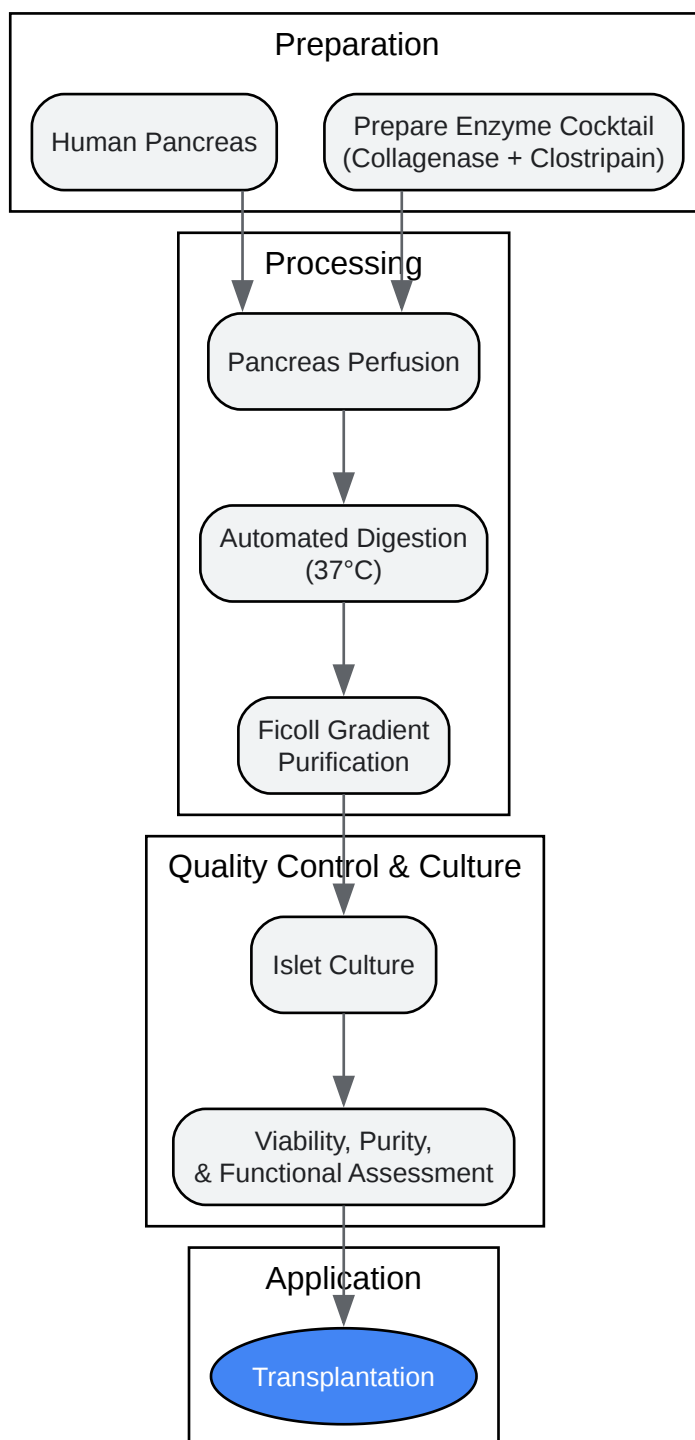 Preparation
Human Pancreas
Prepare Enzyme Cocktail
(Collagenase + Clostripain)
Processing
Pancreas Perfusion
Automated Digestion
(37°C)
Ficoll Gradient
Purification
Quality Control & Culture
Islet Culture
Viability, Purity,
& Functional Assessment
Application
Transplantation